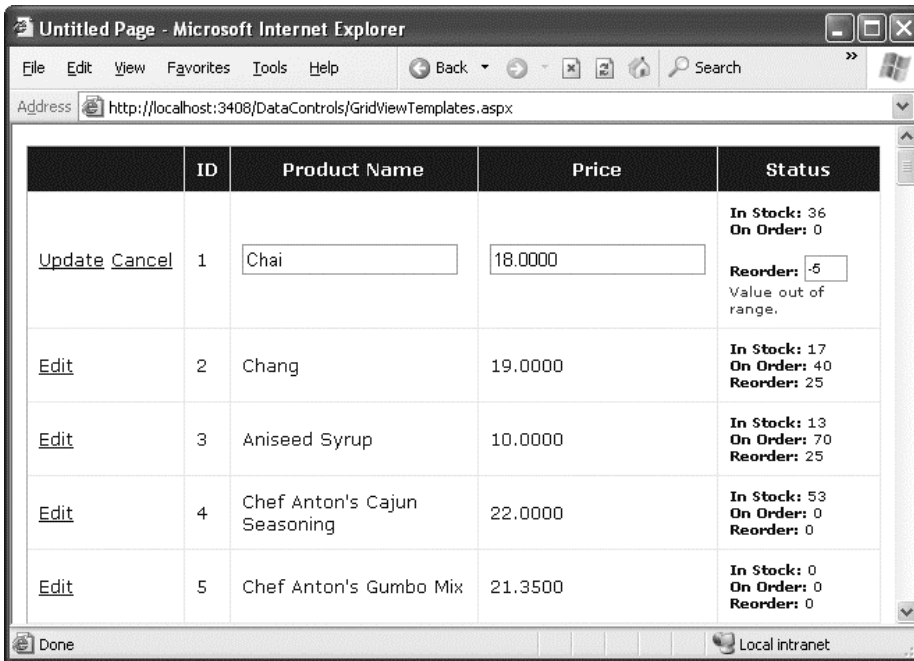 Untitled Page - Microsoft Internet Explorer
File Edit View Favorites Tools Help Back Search »
Address http://localhost:3408/DataControls/GridViewTemplates.aspx
ID Product Name Price Status
Update Cancel 1 Chai 18.0000
In Stock: 36
On Order: 0
Reorder: -5
Value out of
range.
Edit 2 Chang 19.0000
In Stock: 17
On Order: 40
Reorder: 25
Edit 3 Aniseed Syrup 10.0000
In Stock: 13
On Order: 70
Reorder: 25
Edit 4 Chef Anton's Cajun
Seasoning 22.0000
In Stock: 53
On Order: 0
Reorder: 0
Edit 5 Chef Anton's Gumbo Mix 21.3500
In Stock: 0
On Order: 0
Reorder: 0
Done Local intranet